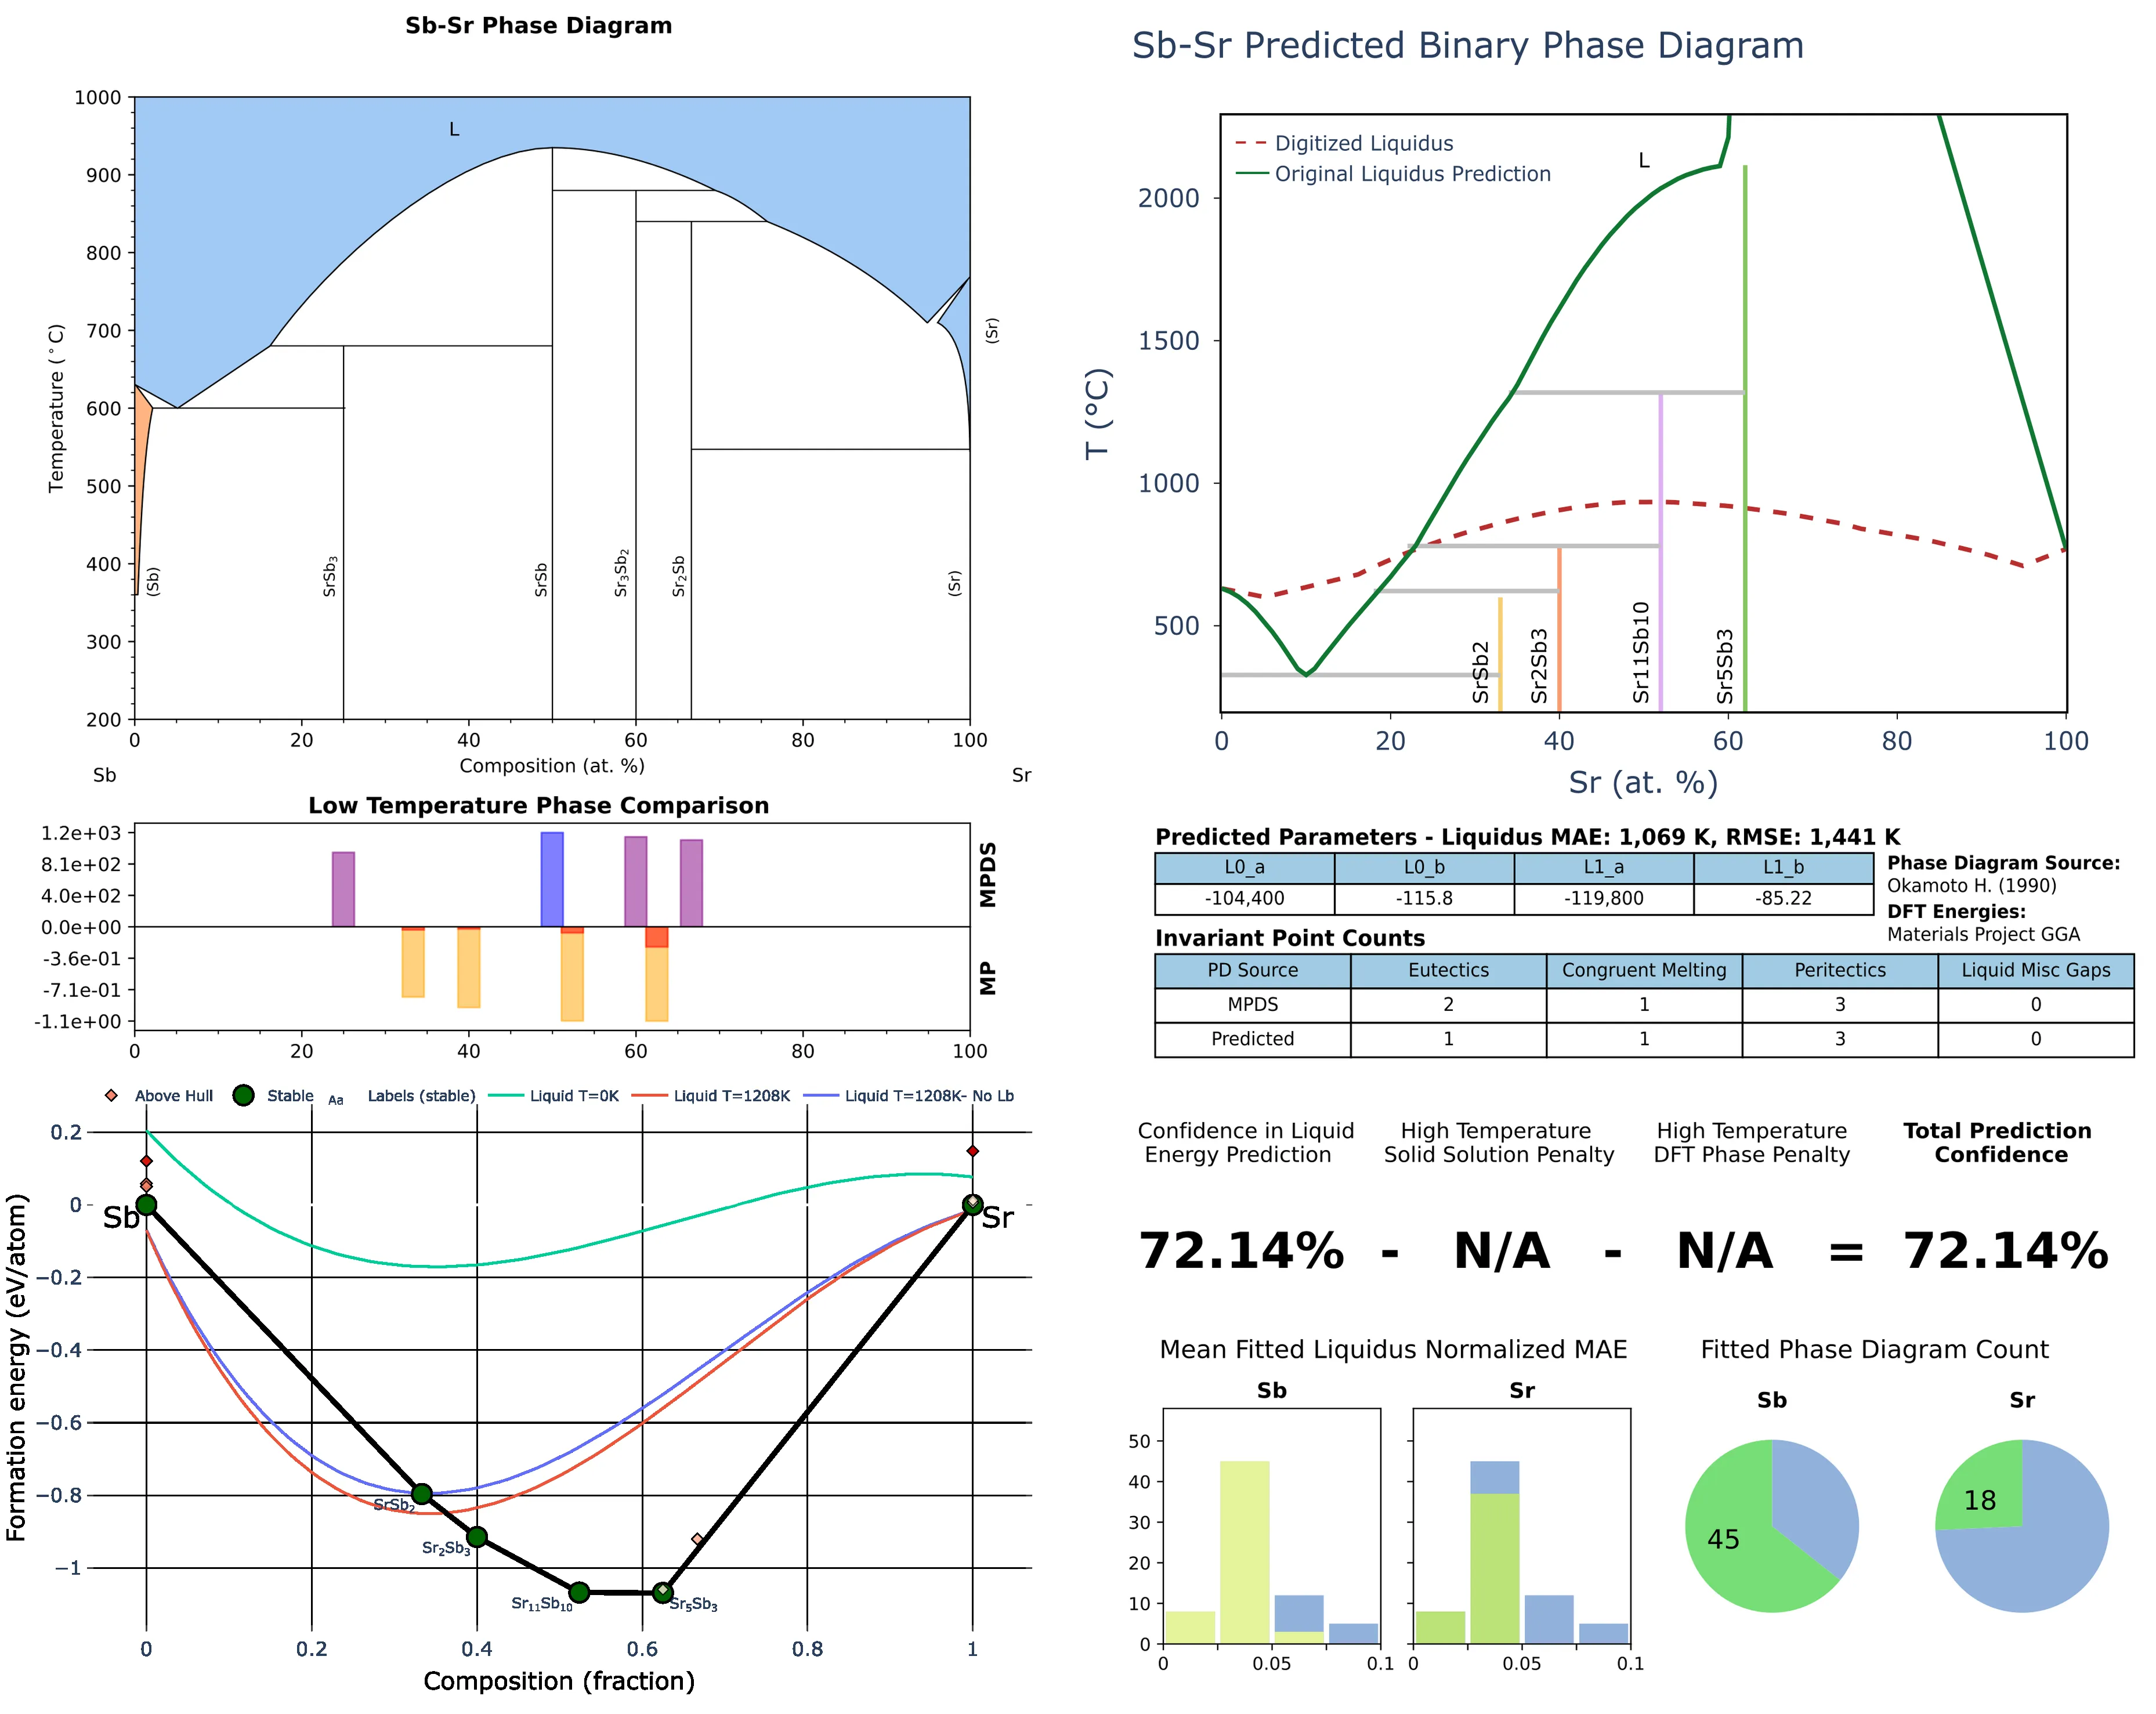 Sb-Sr Phase Diagram
1000
900
800
700
600
500
400
300
200
Temperature (°C)
L
(Sb)
SrSb3
SrSb
Sr3Sb2
Sr2Sb
(Sr)
(Sr)
0 20 40 60 80 100
Composition (at. %)
Sb Sr
Low Temperature Phase Comparison
1.2e+03
8.1e+02
4.0e+02
0.0e+00
-3.6e-01
-7.1e-01
-1.1e+00
MPDS
MP
0 20 40 60 80 100
Above Hull Stable Aa Labels (stable) Liquid T=0K Liquid T=1208K Liquid T=1208K- No Lb
0.2
0
−0.2
−0.4
−0.6
−0.8
−1
Formation energy (eV/atom)
Sb
Sr
SrSb2
Sr2Sb3
Sr11Sb10
Sr5Sb3
0 0.2 0.4 0.6 0.8 1
Composition (fraction)
Sb-Sr Predicted Binary Phase Diagram
Digitized Liquidus
Original Liquidus Prediction
L
2000
1500
1000
500
T (°C)
SrSb2
Sr2Sb3
Sr11Sb10
Sr5Sb3
0 20 40 60 80 100
Sr (at. %)
Predicted Parameters - Liquidus MAE: 1,069 K, RMSE: 1,441 K
L0_a L0_b L1_a L1_b
-104,400 -115.8 -119,800 -85.22
Phase Diagram Source:
Okamoto H. (1990)
DFT Energies:
Materials Project GGA
Invariant Point Counts
PD Source Eutectics Congruent Melting Peritectics Liquid Misc Gaps
MPDS 2 1 3 0
Predicted 1 1 3 0
Confidence in Liquid
Energy Prediction
High Temperature
Solid Solution Penalty
High Temperature
DFT Phase Penalty
Total Prediction
Confidence
72.14% - N/A - N/A = 72.14%
Mean Fitted Liquidus Normalized MAE
Sb Sr
50
40
30
20
10
0
0 0.05 0.1
0 0.05 0.1
Fitted Phase Diagram Count
Sb Sr
45
18